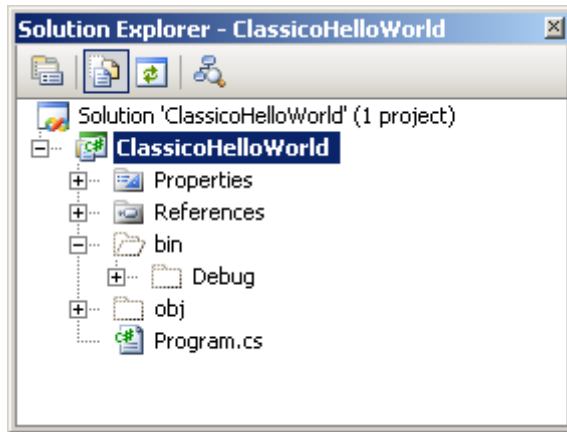 Solution Explorer - ClassicoHelloWorld
Solution 'ClassicoHelloWorld' (1 project)
ClassicoHelloWorld
Properties
References
bin
Debug
obj
Program.cs